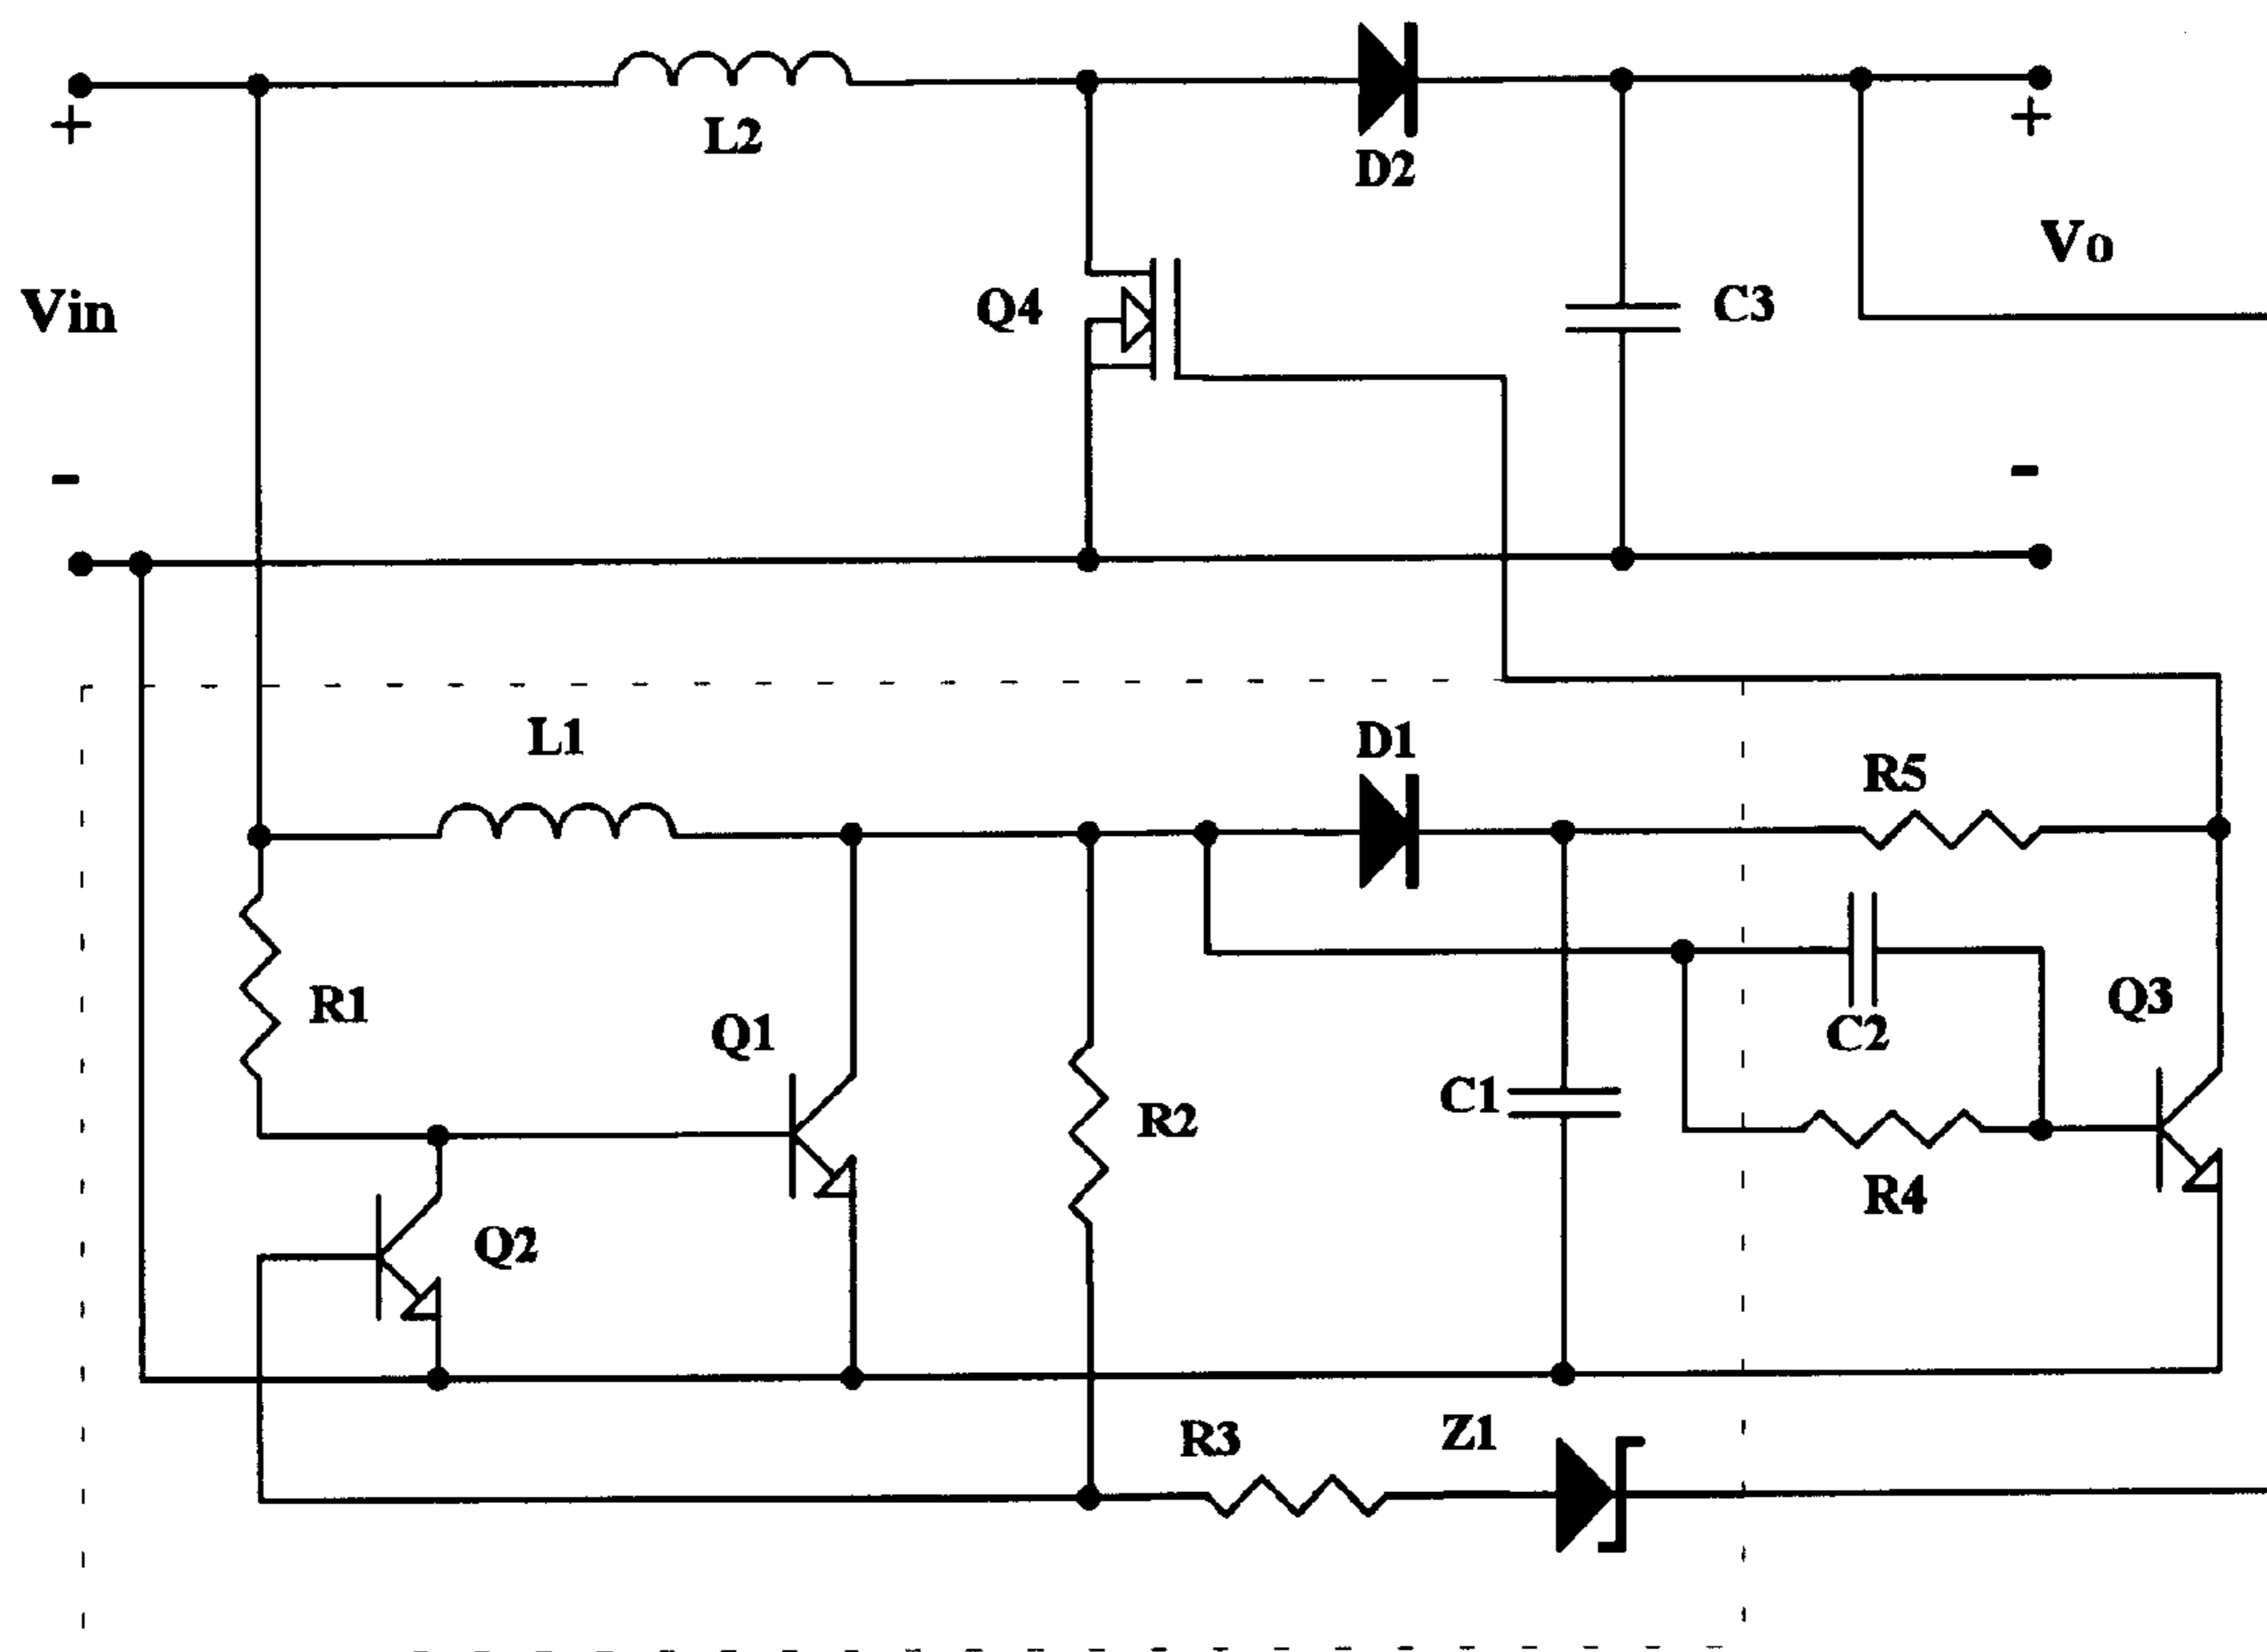 L2
D2
+
+
Vin
Q4
C3
Vo
-
-
L1
D1
R5
R1
Q1
C1
R2
C2
Q3
Q2
R4
R3
Z1